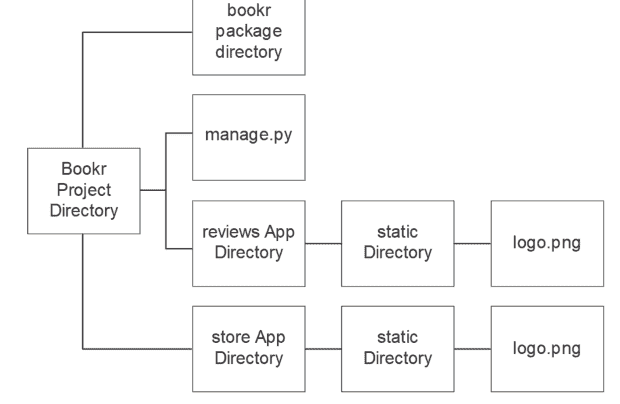 bookr
package
directory
manage.py
Bookr
Project
Directory
reviews App
Directory
static
Directory
logo.png
store App
Directory
static
Directory
logo.png